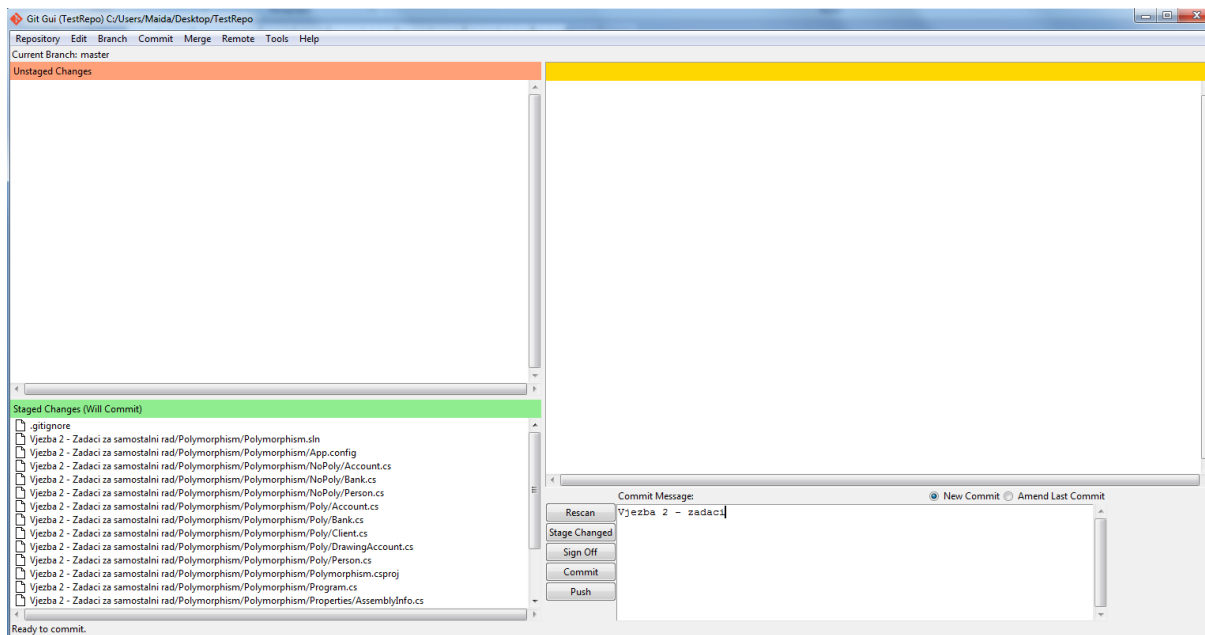 Git Gui (TestRepo) C:/Users/Maida/Desktop/TestRepo
Repository Edit Branch Commit Merge Remote Tools Help
Current Branch: master
Unstaged Changes
Staged Changes (Will Commit)
.gitignore
Vjezba 2 - Zadaci za samostalni rad/Polymorphism/Polymorphism.sln
Vjezba 2 - Zadaci za samostalni rad/Polymorphism/Polymorphism/App.config
Vjezba 2 - Zadaci za samostalni rad/Polymorphism/Polymorphism/NoPoly/Account.cs
Vjezba 2 - Zadaci za samostalni rad/Polymorphism/Polymorphism/NoPoly/Bank.cs
Vjezba 2 - Zadaci za samostalni rad/Polymorphism/Polymorphism/NoPoly/Person.cs
Vjezba 2 - Zadaci za samostalni rad/Polymorphism/Polymorphism/Poly/Account.cs
Vjezba 2 - Zadaci za samostalni rad/Polymorphism/Polymorphism/Poly/Bank.cs
Vjezba 2 - Zadaci za samostalni rad/Polymorphism/Polymorphism/Poly/Client.cs
Vjezba 2 - Zadaci za samostalni rad/Polymorphism/Polymorphism/Poly/DrawingAccount.cs
Vjezba 2 - Zadaci za samostalni rad/Polymorphism/Polymorphism/Poly/Person.cs
Vjezba 2 - Zadaci za samostalni rad/Polymorphism/Polymorphism/Polymorphism.csproj
Vjezba 2 - Zadaci za samostalni rad/Polymorphism/Polymorphism/Program.cs
Vjezba 2 - Zadaci za samostalni rad/Polymorphism/Polymorphism/Properties/AssemblyInfo.cs
Commit Message: New Commit Amend Last Commit
Rescan
Stage Changed
Sign Off
Commit
Push
Vjezba 2 - zadaci
Ready to commit.